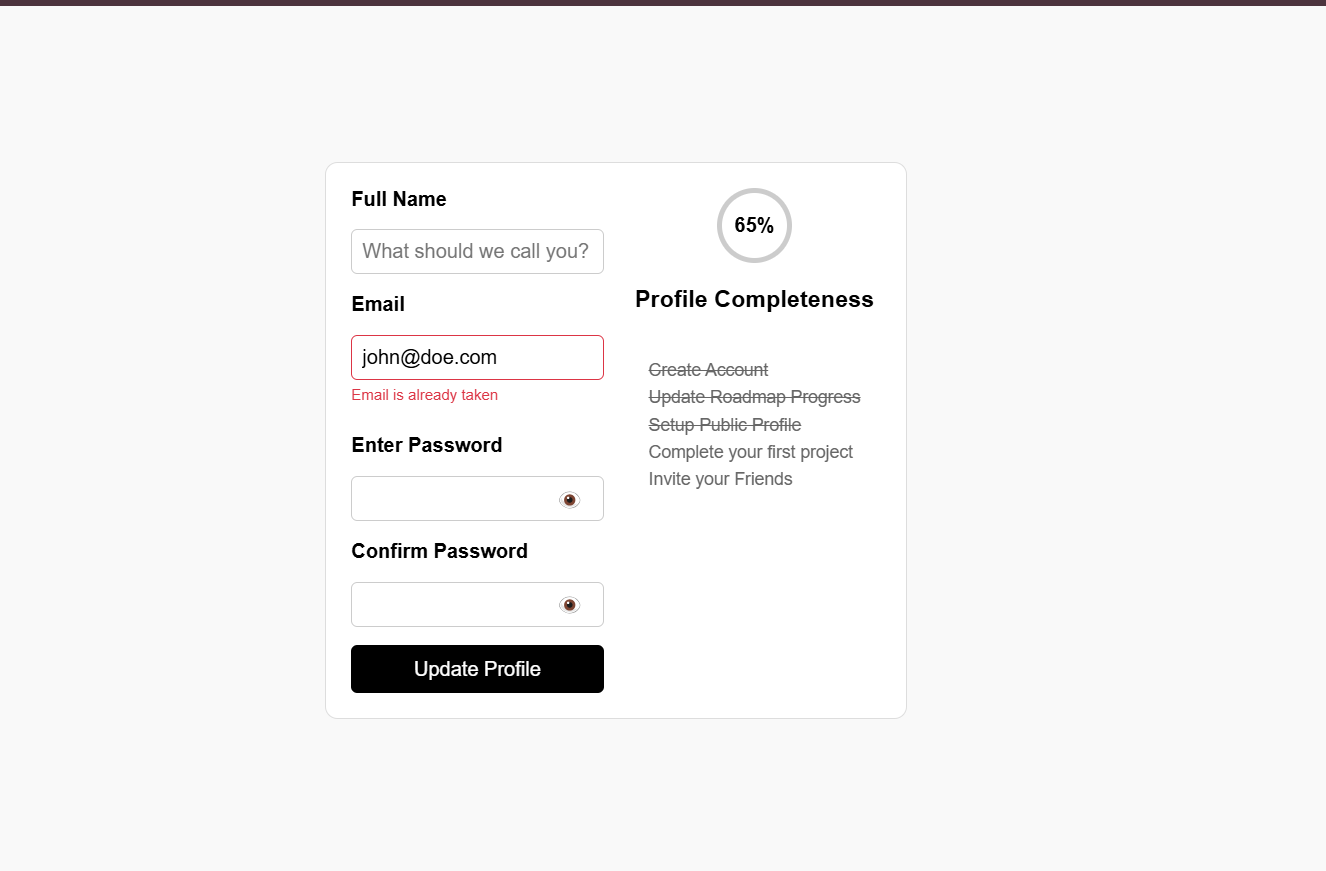 Full Name
What should we call you?
Email
john@doe.com
Email is already taken
Enter Password
Confirm Password
Update Profile
65%
Profile Completeness
Create Account
Update Roadmap Progress
Setup Public Profile
Complete your first project
Invite your Friends